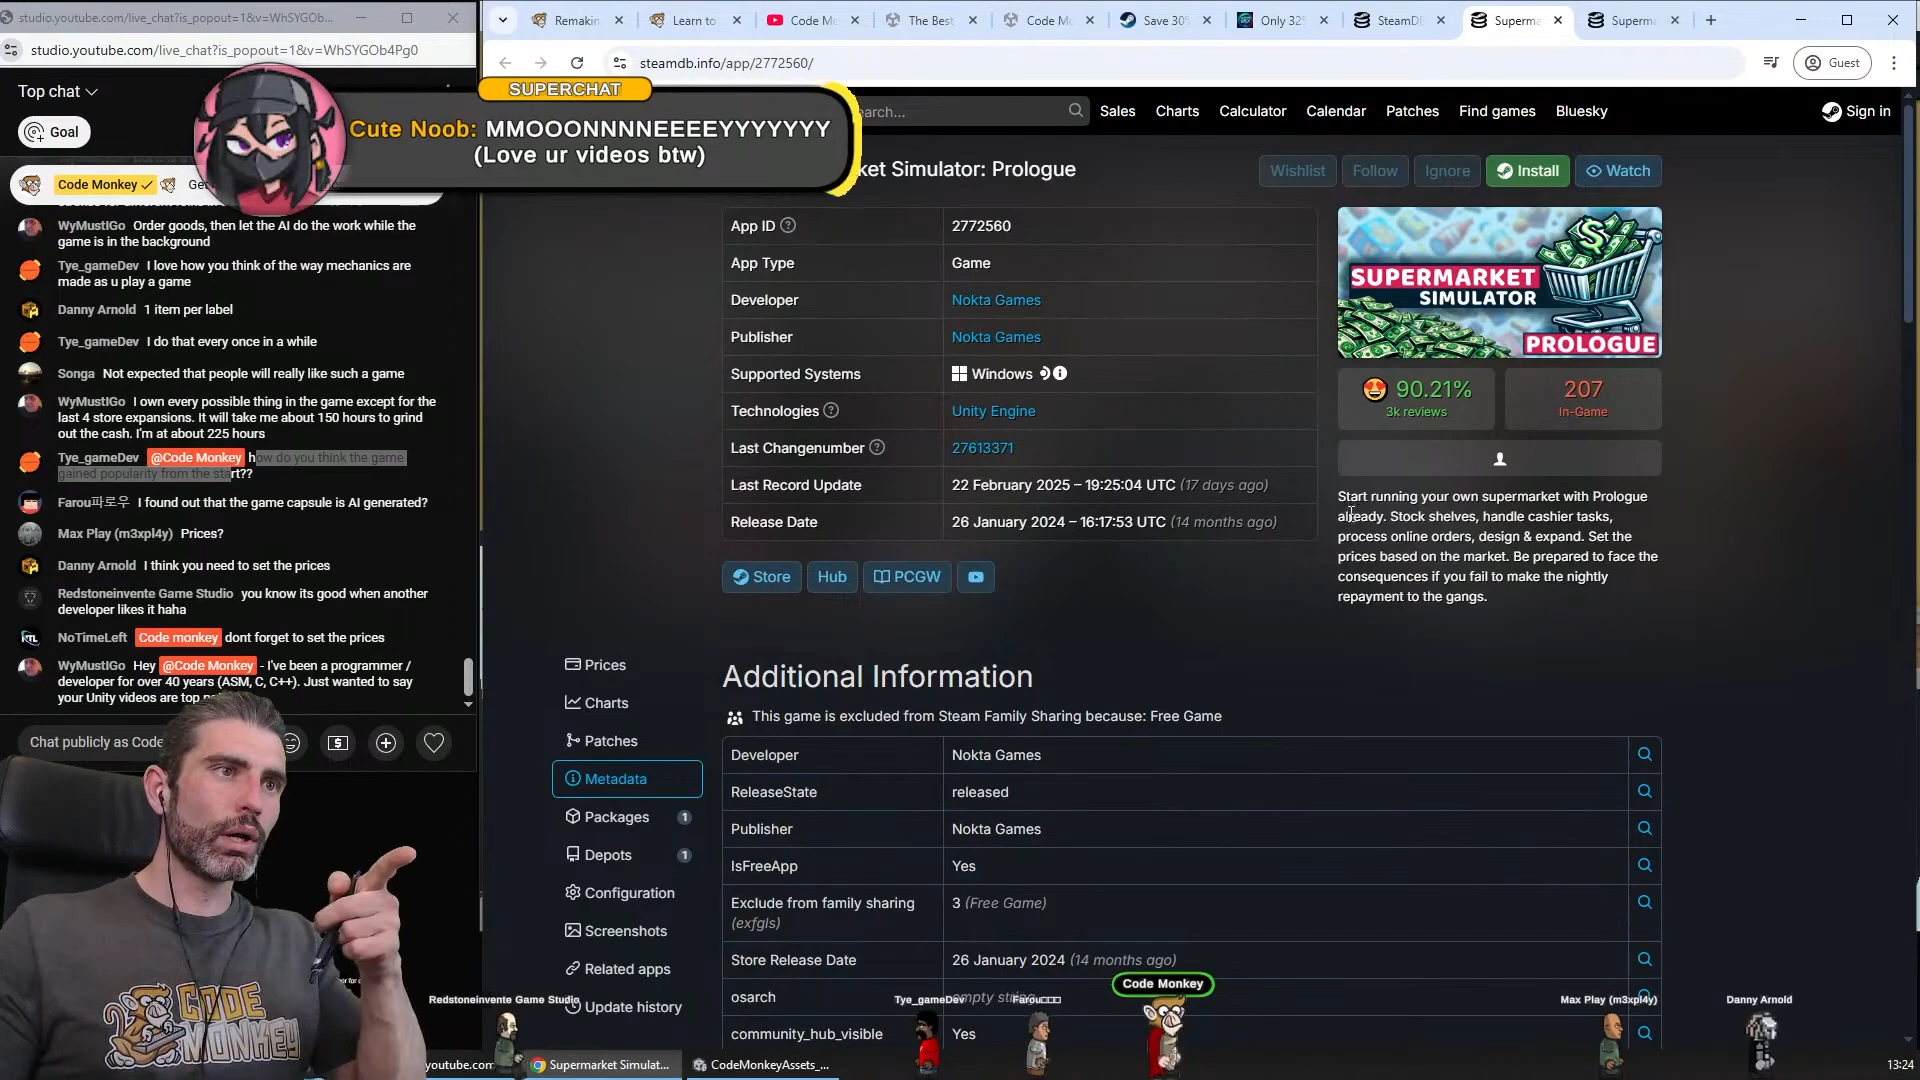 studio.youtube.com/live_chat?is_popout=1&v=WhSYGOb...
studio.youtube.com/live_chat?is_popout=1&v=WhSYGOb4Pg0
Top chat
Goal
Code Monkey
Ge
WyMustIGo Order goods, then let the AI do the work while the
game is in the background
Tye_gameDev I love how you think of the way mechanics are
made as u play a game
Danny Arnold 1 item per label
Tye_gameDev I do that every once in a while
Songa Not expected that people will really like such a game
WyMustIGo I own every possible thing in the game except for the
last 4 store expansions. It will take me about 150 hours to grind
out the cash. I'm at about 225 hours
Tye_gameDev @Code Monkey how do you think the game
gained popularity from the start??
Farou파로우 I found out that the game capsule is AI generated?
Max Play (m3xpl4y) Prices?
Danny Arnold I think you need to set the prices
Redstoneinvente Game Studio you know its good when another
developer likes it haha
NoTimeLeft Code monkey dont forget to set the prices
WyMustIGo Hey @Code Monkey - I've been a programmer /
developer for over 40 years (ASM, C, C++). Just wanted to say
your Unity videos are top
Chat publicly as Code
SUPERCHAT
Cute Noob: MMOOONNNNEEEEYYYYYYY
(Love ur videos btw)
Remakin
Learn to
Code Mo
The Best
Code Mo
Save 30%
Only 32%
SteamDB
Superma
Superma
steamdb.info/app/2772560/
Guest
earch...
Sales
Charts
Calculator
Calendar
Patches
Find games
Bluesky
Sign in
ket Simulator: Prologue
Wishlist
Follow
Ignore
Install
Watch
App ID 2772560
App Type Game
Developer Nokta Games
Publisher Nokta Games
Supported Systems Windows
Technologies Unity Engine
Last Changenumber 27613371
Last Record Update 22 February 2025 – 19:25:04 UTC (17 days ago)
Release Date 26 January 2024 – 16:17:53 UTC (14 months ago)
Store
Hub
PCGW
SUPERMARKET
SIMULATOR
PROLOGUE
90.21%
3k reviews
207
In-Game
Start running your own supermarket with Prologue
already. Stock shelves, handle cashier tasks,
process online orders, design & expand. Set the
prices based on the market. Be prepared to face the
consequences if you fail to make the nightly
repayment to the gangs.
Prices
Charts
Patches
Metadata
Packages 1
Depots 1
Configuration
Screenshots
Related apps
Update history
Additional Information
This game is excluded from Steam Family Sharing because: Free Game
Developer Nokta Games
ReleaseState released
Publisher Nokta Games
IsFreeApp Yes
Exclude from family sharing 3 (Free Game)
(exfgls)
Store Release Date 26 January 2024 (14 months ago)
osarch empty string
community_hub_visible Yes
CODE
MONKEY
Redstoneinvente Game Studio
Tye_gameDev
Farou
Code Monkey
Max Play (m3xpl4y)
Danny Arnold
youtube.com
Supermarket Simulat...
CodeMonkeyAssets_...
13:24